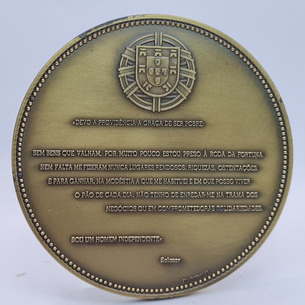 «DEVO À PROVIDÊNCIA A GRAÇA DE SER POBRE:
SEM BENS QUE VALHAM, POR MUITO POUCO ESTOU PRESO À RODA DA FORTUNA
NEM FALTA ME FIZERAM NUNCA LUGARES RENDOSOS, RIQUEZAS, OSTENTAÇÕES.
E PARA GANHAR, NA MODÉSTIA A QUE ME HABITUEI E EM QUE POSSO VIVER
O PÃO DE CADA DIA NÃO TENHO DE ENREDAR-ME NA TRAMA DOS
NEGÓCIOS OU EM COMPROMETEDORAS SOLIDARIEDADES.
SOU UM HOMEM INDEPENDENTE»
Salazar